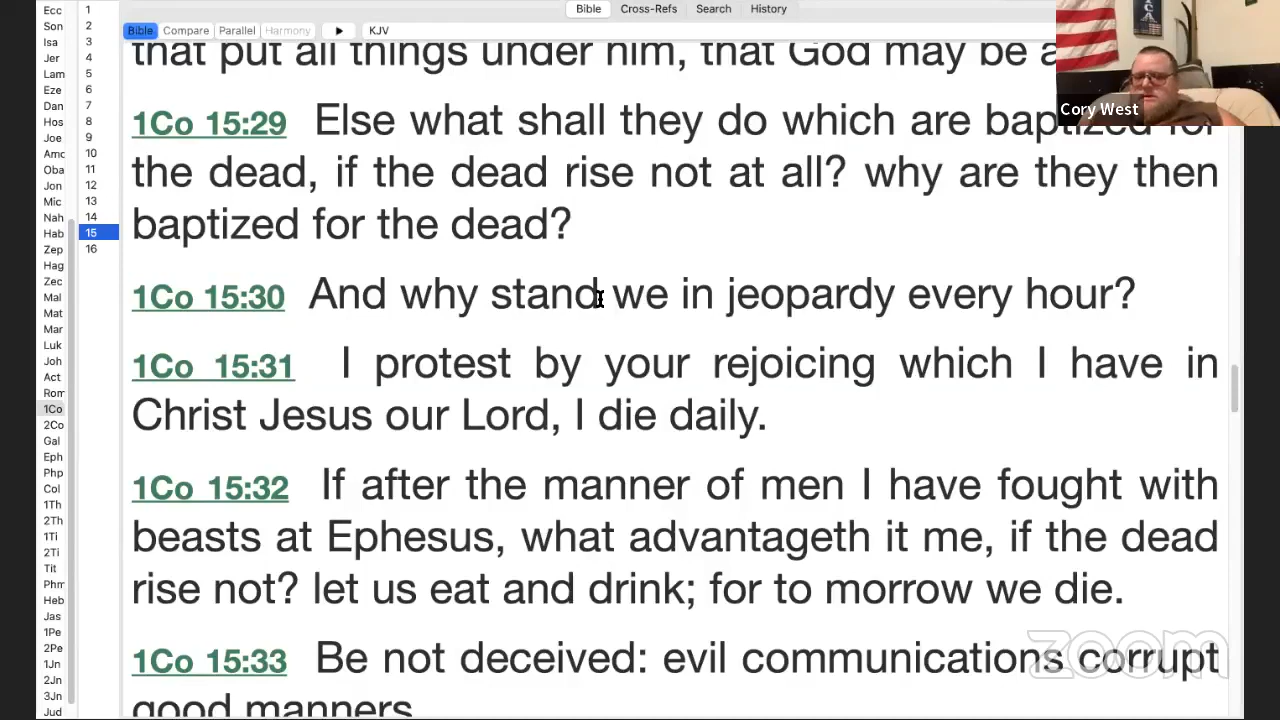 Bible Cross-Refs Search History
Bible Compare Parallel Harmony KJV
Ecc
Son
Isa
Jer
Lam
Eze
Dan
Hos
Joe
Amo
Oba
Jon
Mic
Nah
Hab
Zep
Hag
Zec
Mal
Mat
Mar
Luk
Joh
Act
Rom
1Co
2Co
Gal
Eph
Php
Col
1Th
2Th
1Ti
2Ti
Tit
Phm
Heb
Jas
1Pe
2Pe
1Jn
2Jn
3Jn
Jud
1
2
3
4
5
6
7
8
9
10
11
12
13
14
15
16
that put all things under him, that God may be a
1Co 15:29 Else what shall they do which are baptized for
the dead, if the dead rise not at all? why are they then
baptized for the dead?
1Co 15:30 And why stand we in jeopardy every hour?
1Co 15:31 I protest by your rejoicing which I have in
Christ Jesus our Lord, I die daily.
1Co 15:32 If after the manner of men I have fought with
beasts at Ephesus, what advantageth it me, if the dead
rise not? let us eat and drink; for to morrow we die.
1Co 15:33 Be not deceived: evil communications corrupt
good manners.
Cory West
zoom